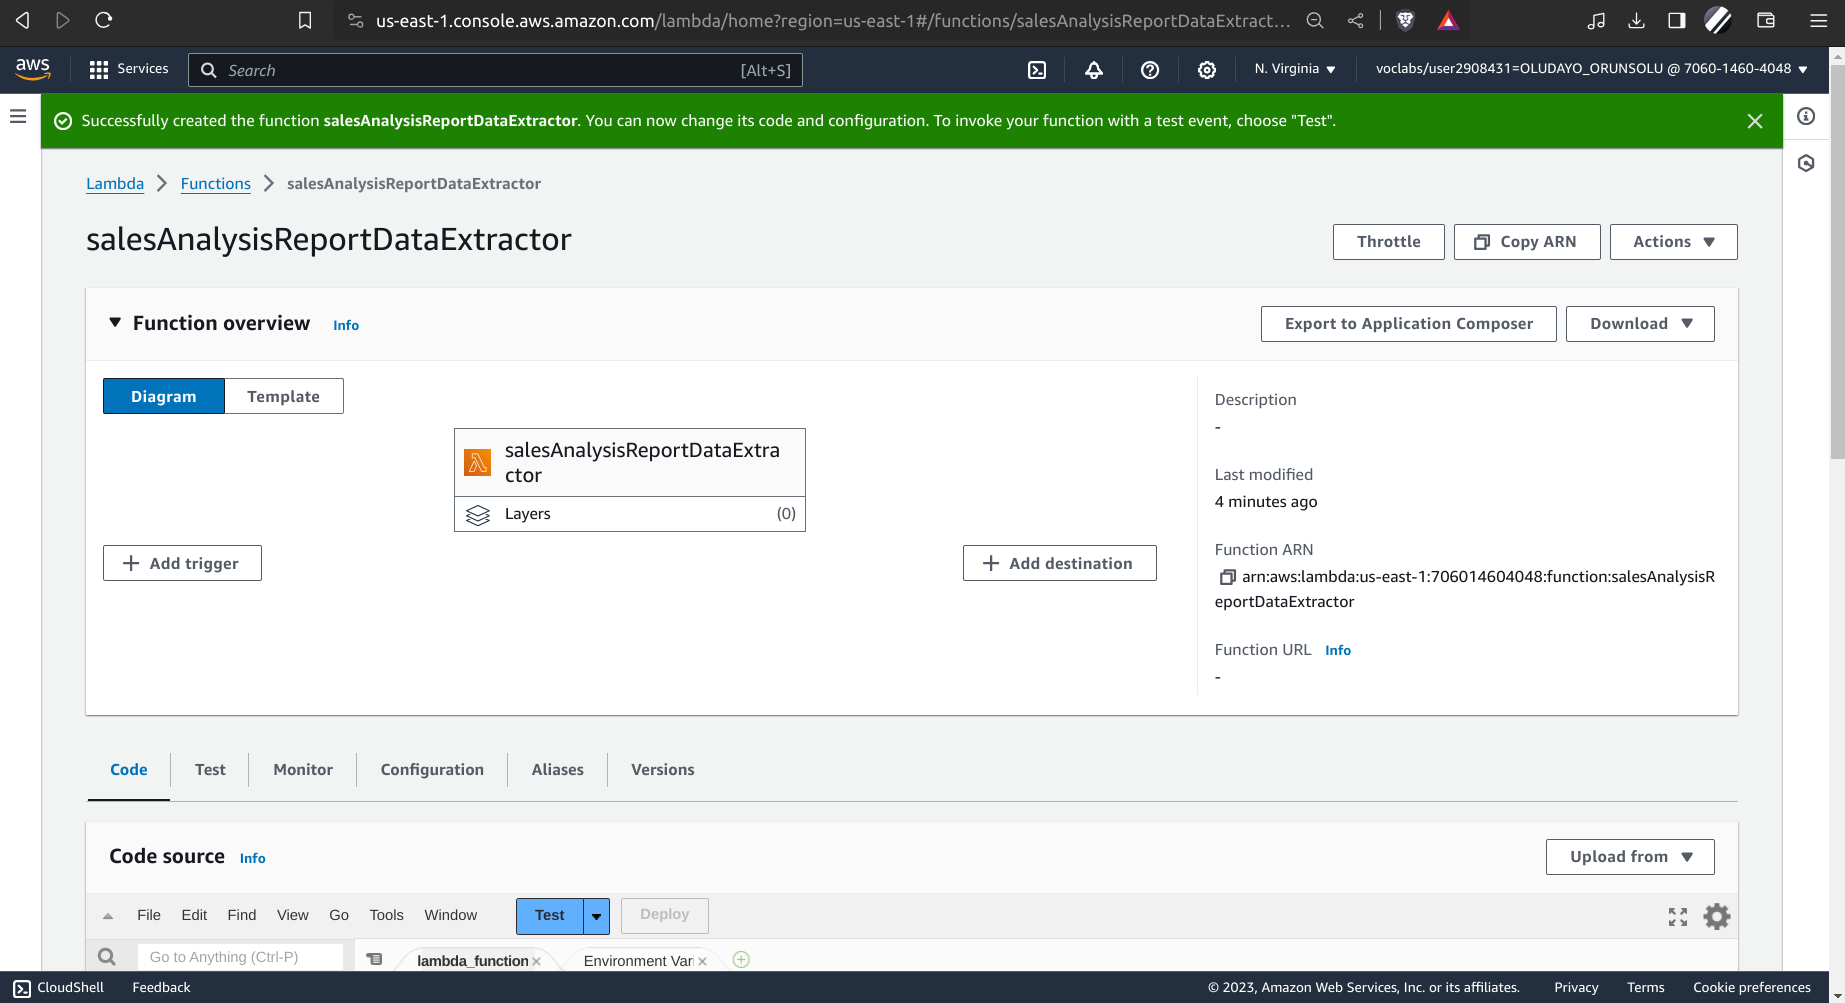 us-east-1.console.aws.amazon.com/lambda/home?region=us-east-1#/functions/salesAnalysisReportDataExtract...
aws
Services
Search
[Alt+S]
N. Virginia
voclabs/user2908431=OLUDAYO_ORUNSOLU @ 7060-1460-4048
Successfully created the function salesAnalysisReportDataExtractor. You can now change its code and configuration. To invoke your function with a test event, choose "Test".
Lambda > Functions > salesAnalysisReportDataExtractor
salesAnalysisReportDataExtractor
Throttle
Copy ARN
Actions
Function overview Info
Export to Application Composer
Download
Diagram
Template
salesAnalysisReportDataExtra
ctor
Layers (0)
+ Add trigger
+ Add destination
Description
-
Last modified
4 minutes ago
Function ARN
arn:aws:lambda:us-east-1:706014604048:function:salesAnalysisR
eportDataExtractor
Function URL Info
-
Code
Test
Monitor
Configuration
Aliases
Versions
Code source Info
Upload from
File Edit Find View Go Tools Window
Test
Deploy
Go to Anything (Ctrl-P)
lambda_function
Environment Vari
CloudShell
Feedback
© 2023, Amazon Web Services, Inc. or its affiliates.
Privacy
Terms
Cookie preferences